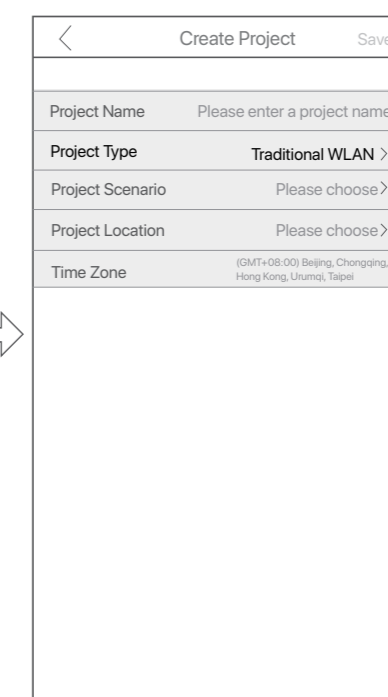 Create Project Save
Project Name Please enter a project name
Project Type Traditional WLAN >
Project Scenario Please choose >
Project Location Please choose >
Time Zone (GMT+08:00) Beijing, Chongqing,
Hong Kong, Urumqi, Taipei